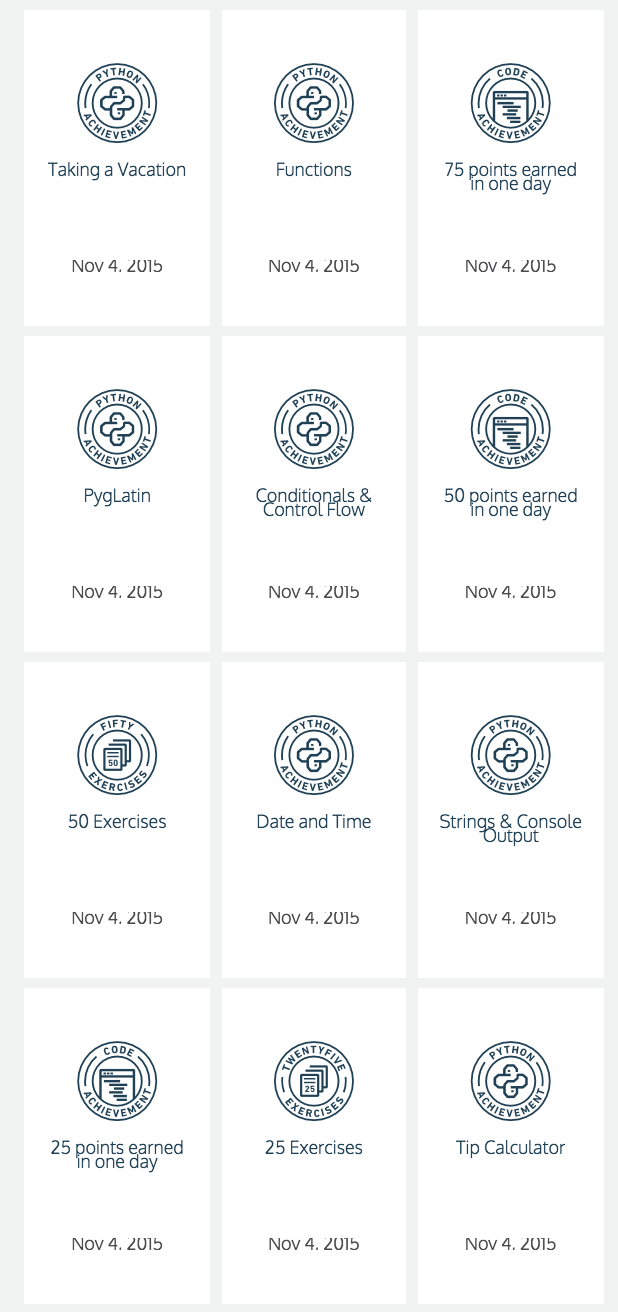 PYTHON ACHIEVEMENT
Taking a Vacation
Nov 4, 2015
PYTHON ACHIEVEMENT
Functions
Nov 4, 2015
CODE ACHIEVEMENT
75 points earned
in one day
Nov 4, 2015
PYTHON ACHIEVEMENT
PygLatin
Nov 4, 2015
PYTHON ACHIEVEMENT
Conditionals &
Control Flow
Nov 4, 2015
CODE ACHIEVEMENT
50 points earned
in one day
Nov 4, 2015
FIFTY EXERCISES
50
50 Exercises
Nov 4, 2015
PYTHON ACHIEVEMENT
Date and Time
Nov 4, 2015
PYTHON ACHIEVEMENT
Strings & Console
Output
Nov 4, 2015
CODE ACHIEVEMENT
25 points earned
in one day
Nov 4, 2015
TWENTYFIVE EXERCISES
25
25 Exercises
Nov 4, 2015
PYTHON ACHIEVEMENT
Tip Calculator
Nov 4, 2015